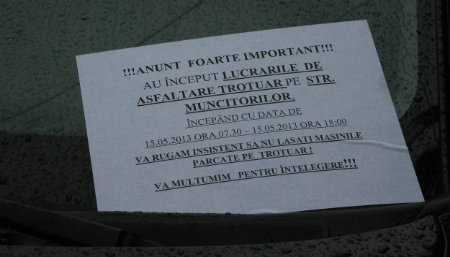 !!!ANUNT FOARTE IMPORTANT!!!
AU ÎNCEPUT LUCRARILE DE
ASFALTARE TROTUAR PE STR.
MUNCITORILOR.
ÎNCEPÂND CU DATA DE
15.05.2013 ORA 07.30 – 15.05.2013 ORA 18:00
VA RUGAM INSISTENT SA NU LASATI MASINILE
PARCATE PE TROTUAR !
VA MULTUMIM PENTRU ÎNTELEGERE!!!